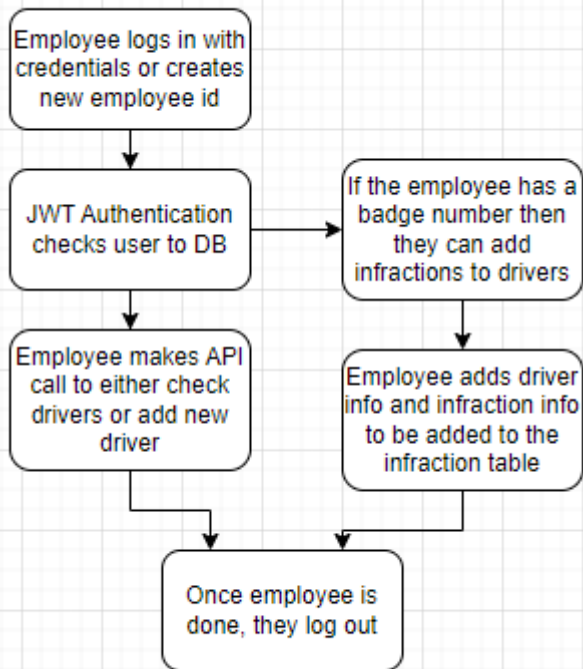 Employee logs in with
credentials or creates
new employee id
JWT Authentication
checks user to DB
If the employee has a
badge number then
they can add
infractions to drivers
Employee makes API
call to either check
drivers or add new
driver
Employee adds driver
info and infraction info
to be added to the
infraction table
Once employee is
done, they log out